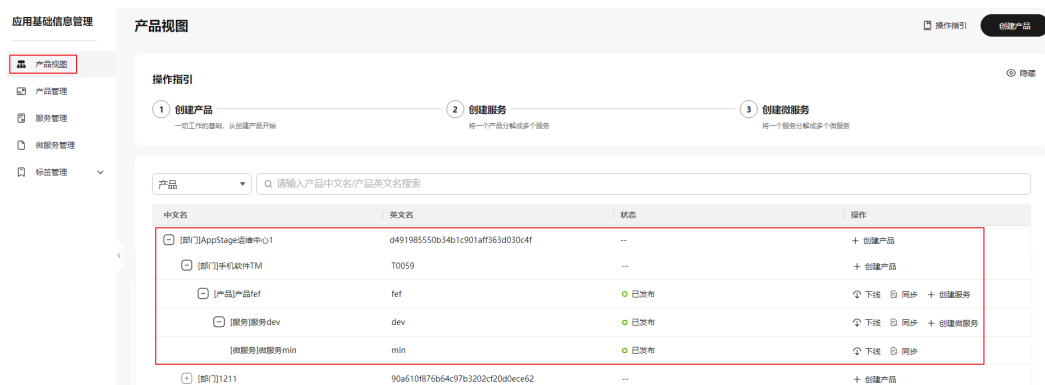 应用基础信息管理
产品视图
产品管理
服务管理
微服务管理
标签管理
产品视图
操作指引
创建产品
操作指引
隐藏
1 创建产品
一切工作的基础，从创建产品开始
2 创建服务
将一个产品分解成多个服务
3 创建微服务
将一个服务分解成多个微服务
产品 请输入产品中文名/产品英文名搜索
中文名 英文名 状态 操作
[部门]AppStage运维中心1 d491985550b34b1c901aff363d030c4f -- + 创建产品
[部门]手机软件TM T0059 -- + 创建产品
[产品]产品fef fef 已发布 下线 同步 + 创建服务
[服务]服务dev dev 已发布 下线 同步 + 创建微服务
[微服务]微服务min min 已发布 下线 同步
[部门]1211 90a610f876b64c97b3202cf20d0ece62 -- + 创建产品